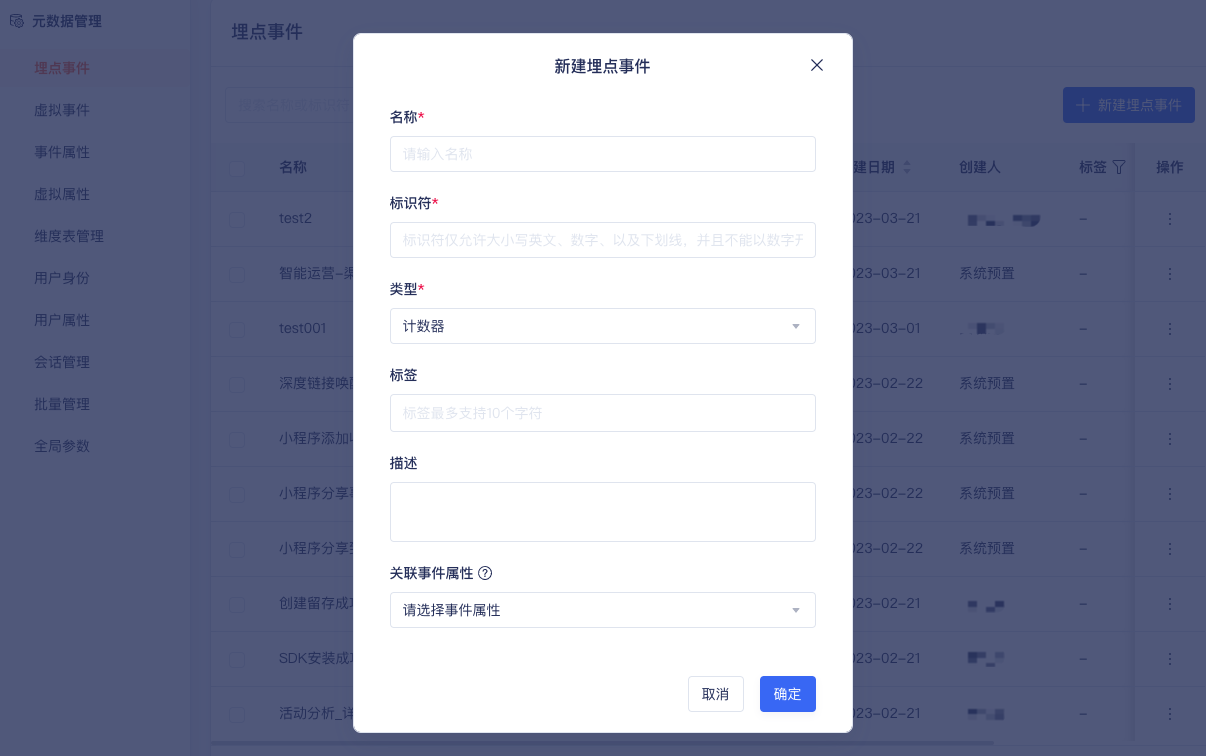 元数据管理
埋点事件
虚拟事件
事件属性
虚拟属性
维度表管理
用户身份
用户属性
会话管理
批量管理
全局参数
埋点事件
新建埋点事件
名称
建日期
创建人
标签
操作
test2
023-03-21
-
智能运营-渠
023-03-21
系统预置
-
test001
023-03-01
-
深度链接唤
023-02-22
系统预置
-
小程序添加
023-02-22
系统预置
-
小程序分享
023-02-22
系统预置
-
小程序分享
023-02-22
系统预置
-
创建留存成
023-02-21
-
SDK安装成
023-02-21
-
活动分析_详
023-02-21
-
新建埋点事件
名称*
请输入名称
标识符*
标识符仅允许大小写英文、数字、以及下划线，并且不能以数字开
类型*
计数器
标签
标签最多支持10个字符
描述
关联事件属性
请选择事件属性
取消
确定